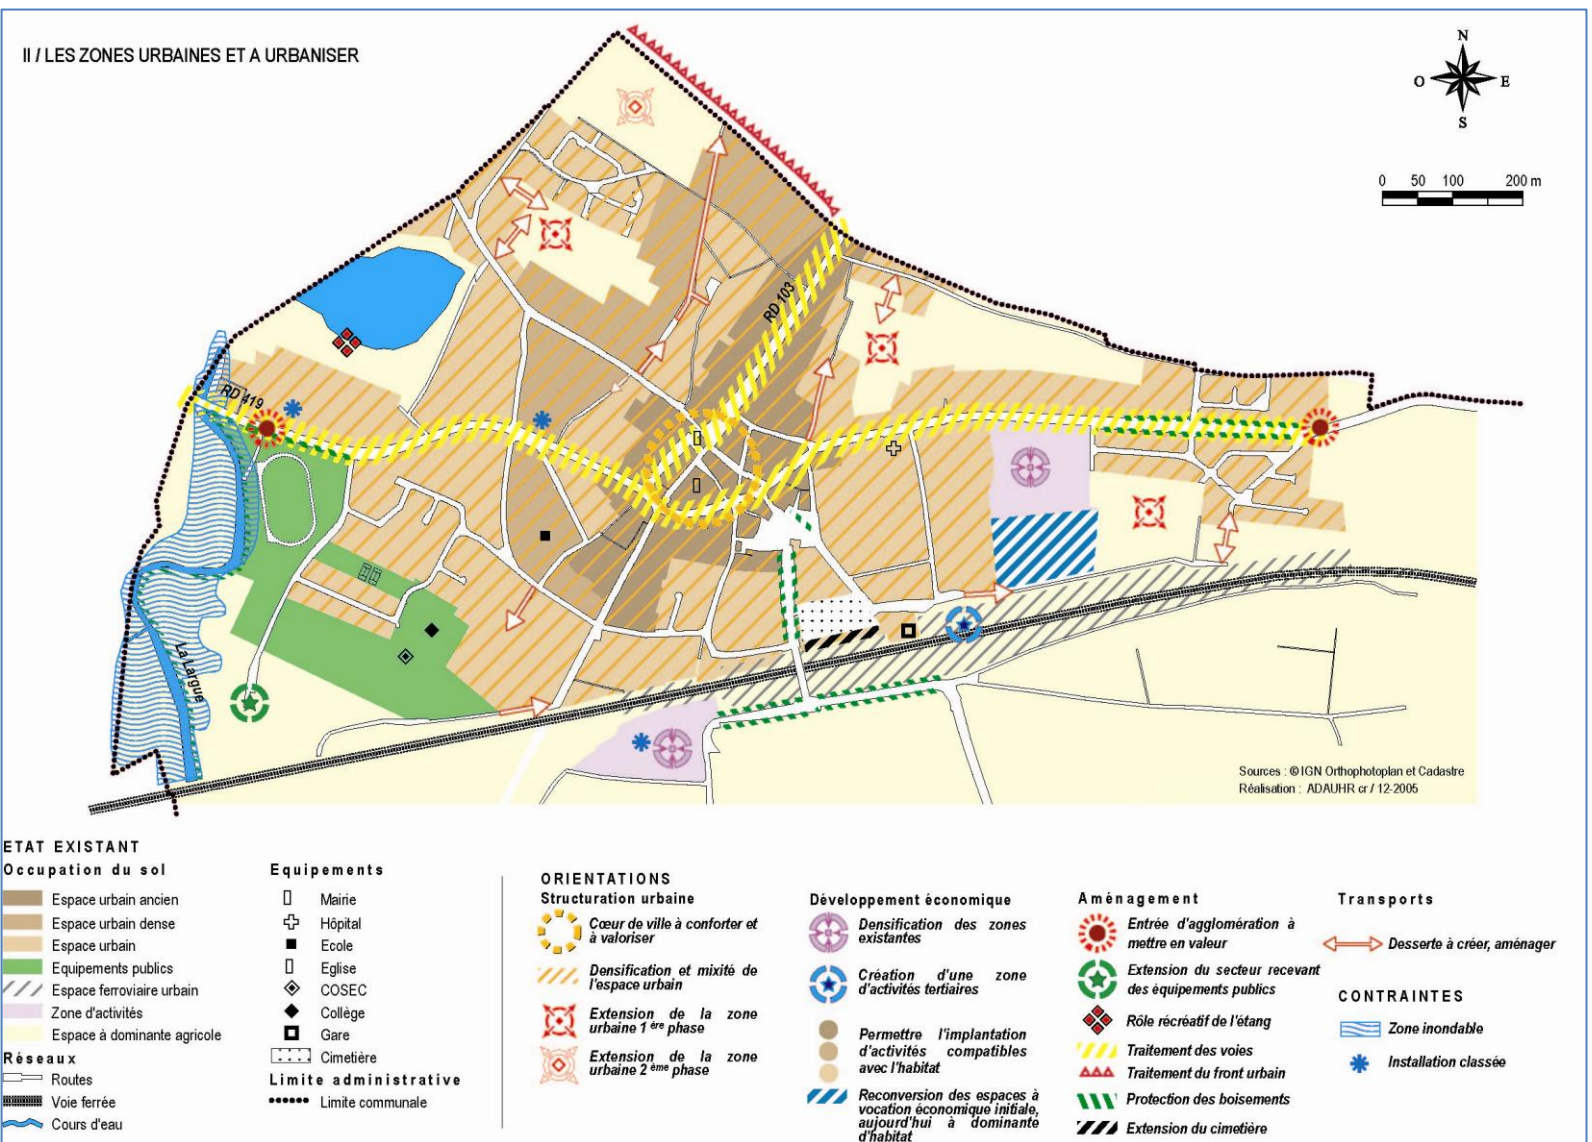 II / LES ZONES URBAINES ET A URBANISER
N
O
E
S
0 50 100 200 m
RD 103
RD 419
La Largue
Sources : © IGN Orthophotoplan et Cadastre
Réalisation : ADAUHR cr / 12-2005
ETAT EXISTANT
Occupation du sol
Espace urbain ancien
Espace urbain dense
Espace urbain
Equipements publics
Espace ferroviaire urbain
Zone d'activités
Espace à dominante agricole
Réseaux
Routes
Voie ferrée
Cours d'eau
Equipements
Mairie
Hôpital
Ecole
Eglise
COSEC
Collège
Gare
Cimetière
Limite administrative
Limite communale
ORIENTATIONS
Structuration urbaine
Cœur de ville à conforter et
à valoriser
Densification et mixité de
l'espace urbain
Extension de la zone
urbaine 1 ère phase
Extension de la zone
urbaine 2 ème phase
Développement économique
Densification des zones
existantes
Création d'une zone
d'activités tertiaires
Permettre l'implantation
d'activités compatibles
avec l'habitat
Reconversion des espaces à
vocation économique initiale,
aujourd'hui à dominante
d'habitat
Aménagement
Entrée d'agglomération à
mettre en valeur
Extension du secteur recevant
des équipements publics
Rôle récréatif de l'étang
Traitement des voies
Traitement du front urbain
Protection des boisements
Extension du cimetière
Transports
Desserte à créer, aménager
CONTRAINTES
Zone inondable
Installation classée